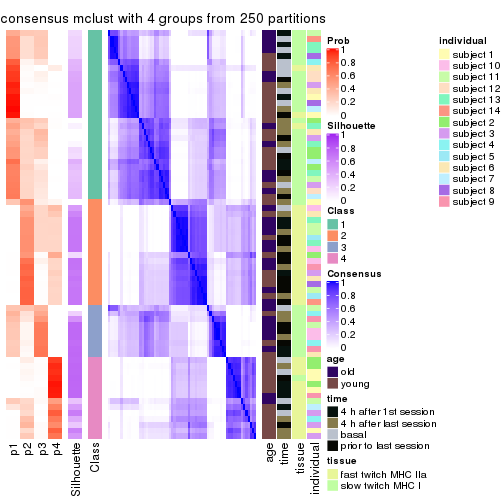 consensus mclust with 4 groups from 250 partitions
Prob
1
0.8
0.6
0.4
0.2
0
Silhouette
1
0.8
0.6
0.4
0.2
0
Class
1
2
3
4
Consensus
1
0.8
0.6
0.4
0.2
0
age
old
young
time
4 h after 1st session
4 h after last session
basal
prior to last session
tissue
fast twitch MHC IIa
slow twitch MHC I
individual
subject 1
subject 10
subject 11
subject 12
subject 13
subject 14
subject 2
subject 3
subject 4
subject 5
subject 6
subject 7
subject 8
subject 9
p1
p2
p3
p4
Silhouette
Class
age
time
tissue
individual